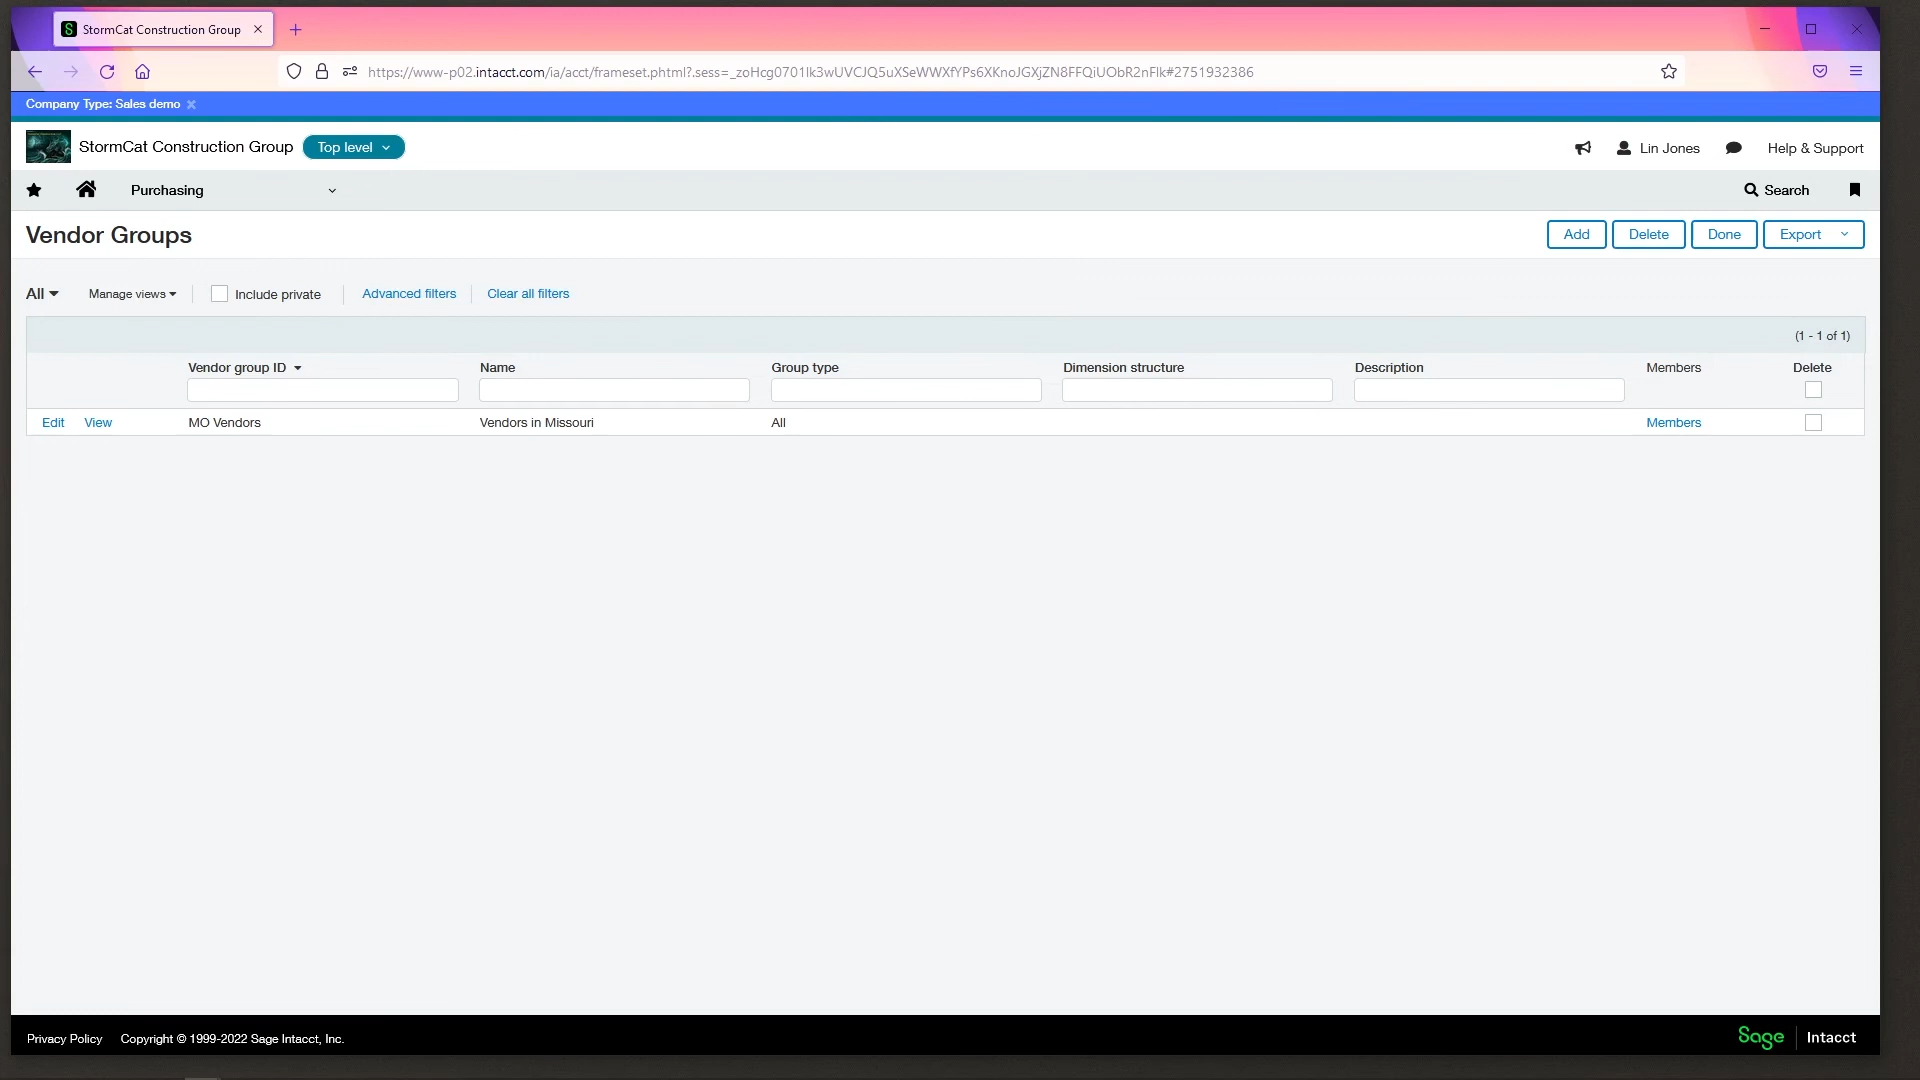 StormCat Construction Group
https://www-p02.intacct.com/ia/acct/frameset.phtml?.sess=_zoHcg0701lk3wUVCJQ5uXSeWWXfYPs6XKnoJGXjZN8FFQiUObR2nFlk#2751932386
Company Type: Sales demo
StormCat Construction Group Top level
Lin Jones Help & Support
Purchasing Search
Vendor Groups Add Delete Done Export
All Manage views Include private Advanced filters Clear all filters
(1 - 1 of 1)
Vendor group ID Name Group type Dimension structure Description Members Delete
Edit View MO Vendors Vendors in Missouri All Members
Privacy Policy Copyright © 1999-2022 Sage Intacct, Inc. Sage Intacct